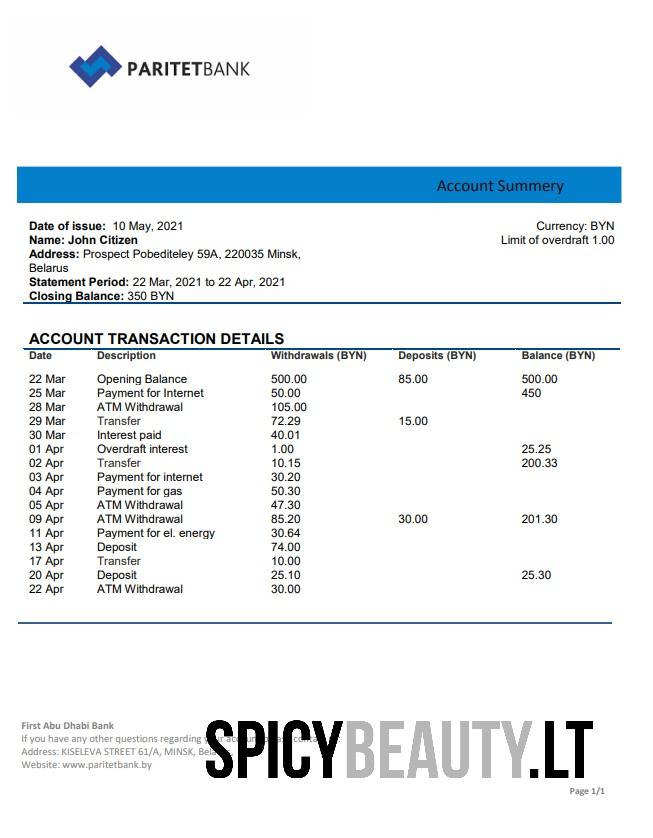 PARITETBANK
Account Summery
Date of issue: 10 May, 2021
Currency: BYN
Name: John Citizen
Limit of overdraft 1.00
Address: Prospect Pobediteley 59A, 220035 Minsk,
Belarus
Statement Period: 22 Mar, 2021 to 22 Apr, 2021
Closing Balance: 350 BYN
ACCOUNT TRANSACTION DETAILS
Date Description Withdrawals (BYN) Deposits (BYN) Balance (BYN)
22 Mar Opening Balance 500.00 85.00 500.00
25 Mar Payment for Internet 50.00 450
28 Mar ATM Withdrawal 105.00
29 Mar Transfer 72.29 15.00
30 Mar Interest paid 40.01
01 Apr Overdraft interest 1.00 25.25
02 Apr Transfer 10.15 200.33
03 Apr Payment for internet 30.20
04 Apr Payment for gas 50.30
05 Apr ATM Withdrawal 47.30
09 Apr ATM Withdrawal 85.20 30.00 201.30
11 Apr Payment for el. energy 30.64
13 Apr Deposit 74.00
17 Apr Transfer 10.00
20 Apr Deposit 25.10 25.30
22 Apr ATM Withdrawal 30.00
First Abu Dhabi Bank
If you have any other questions regarding
Address: KISELEVA STREET 61/A, MINSK,
Website: www.paritetbank.by
SPICYBEAUTY.LT
Page 1/1